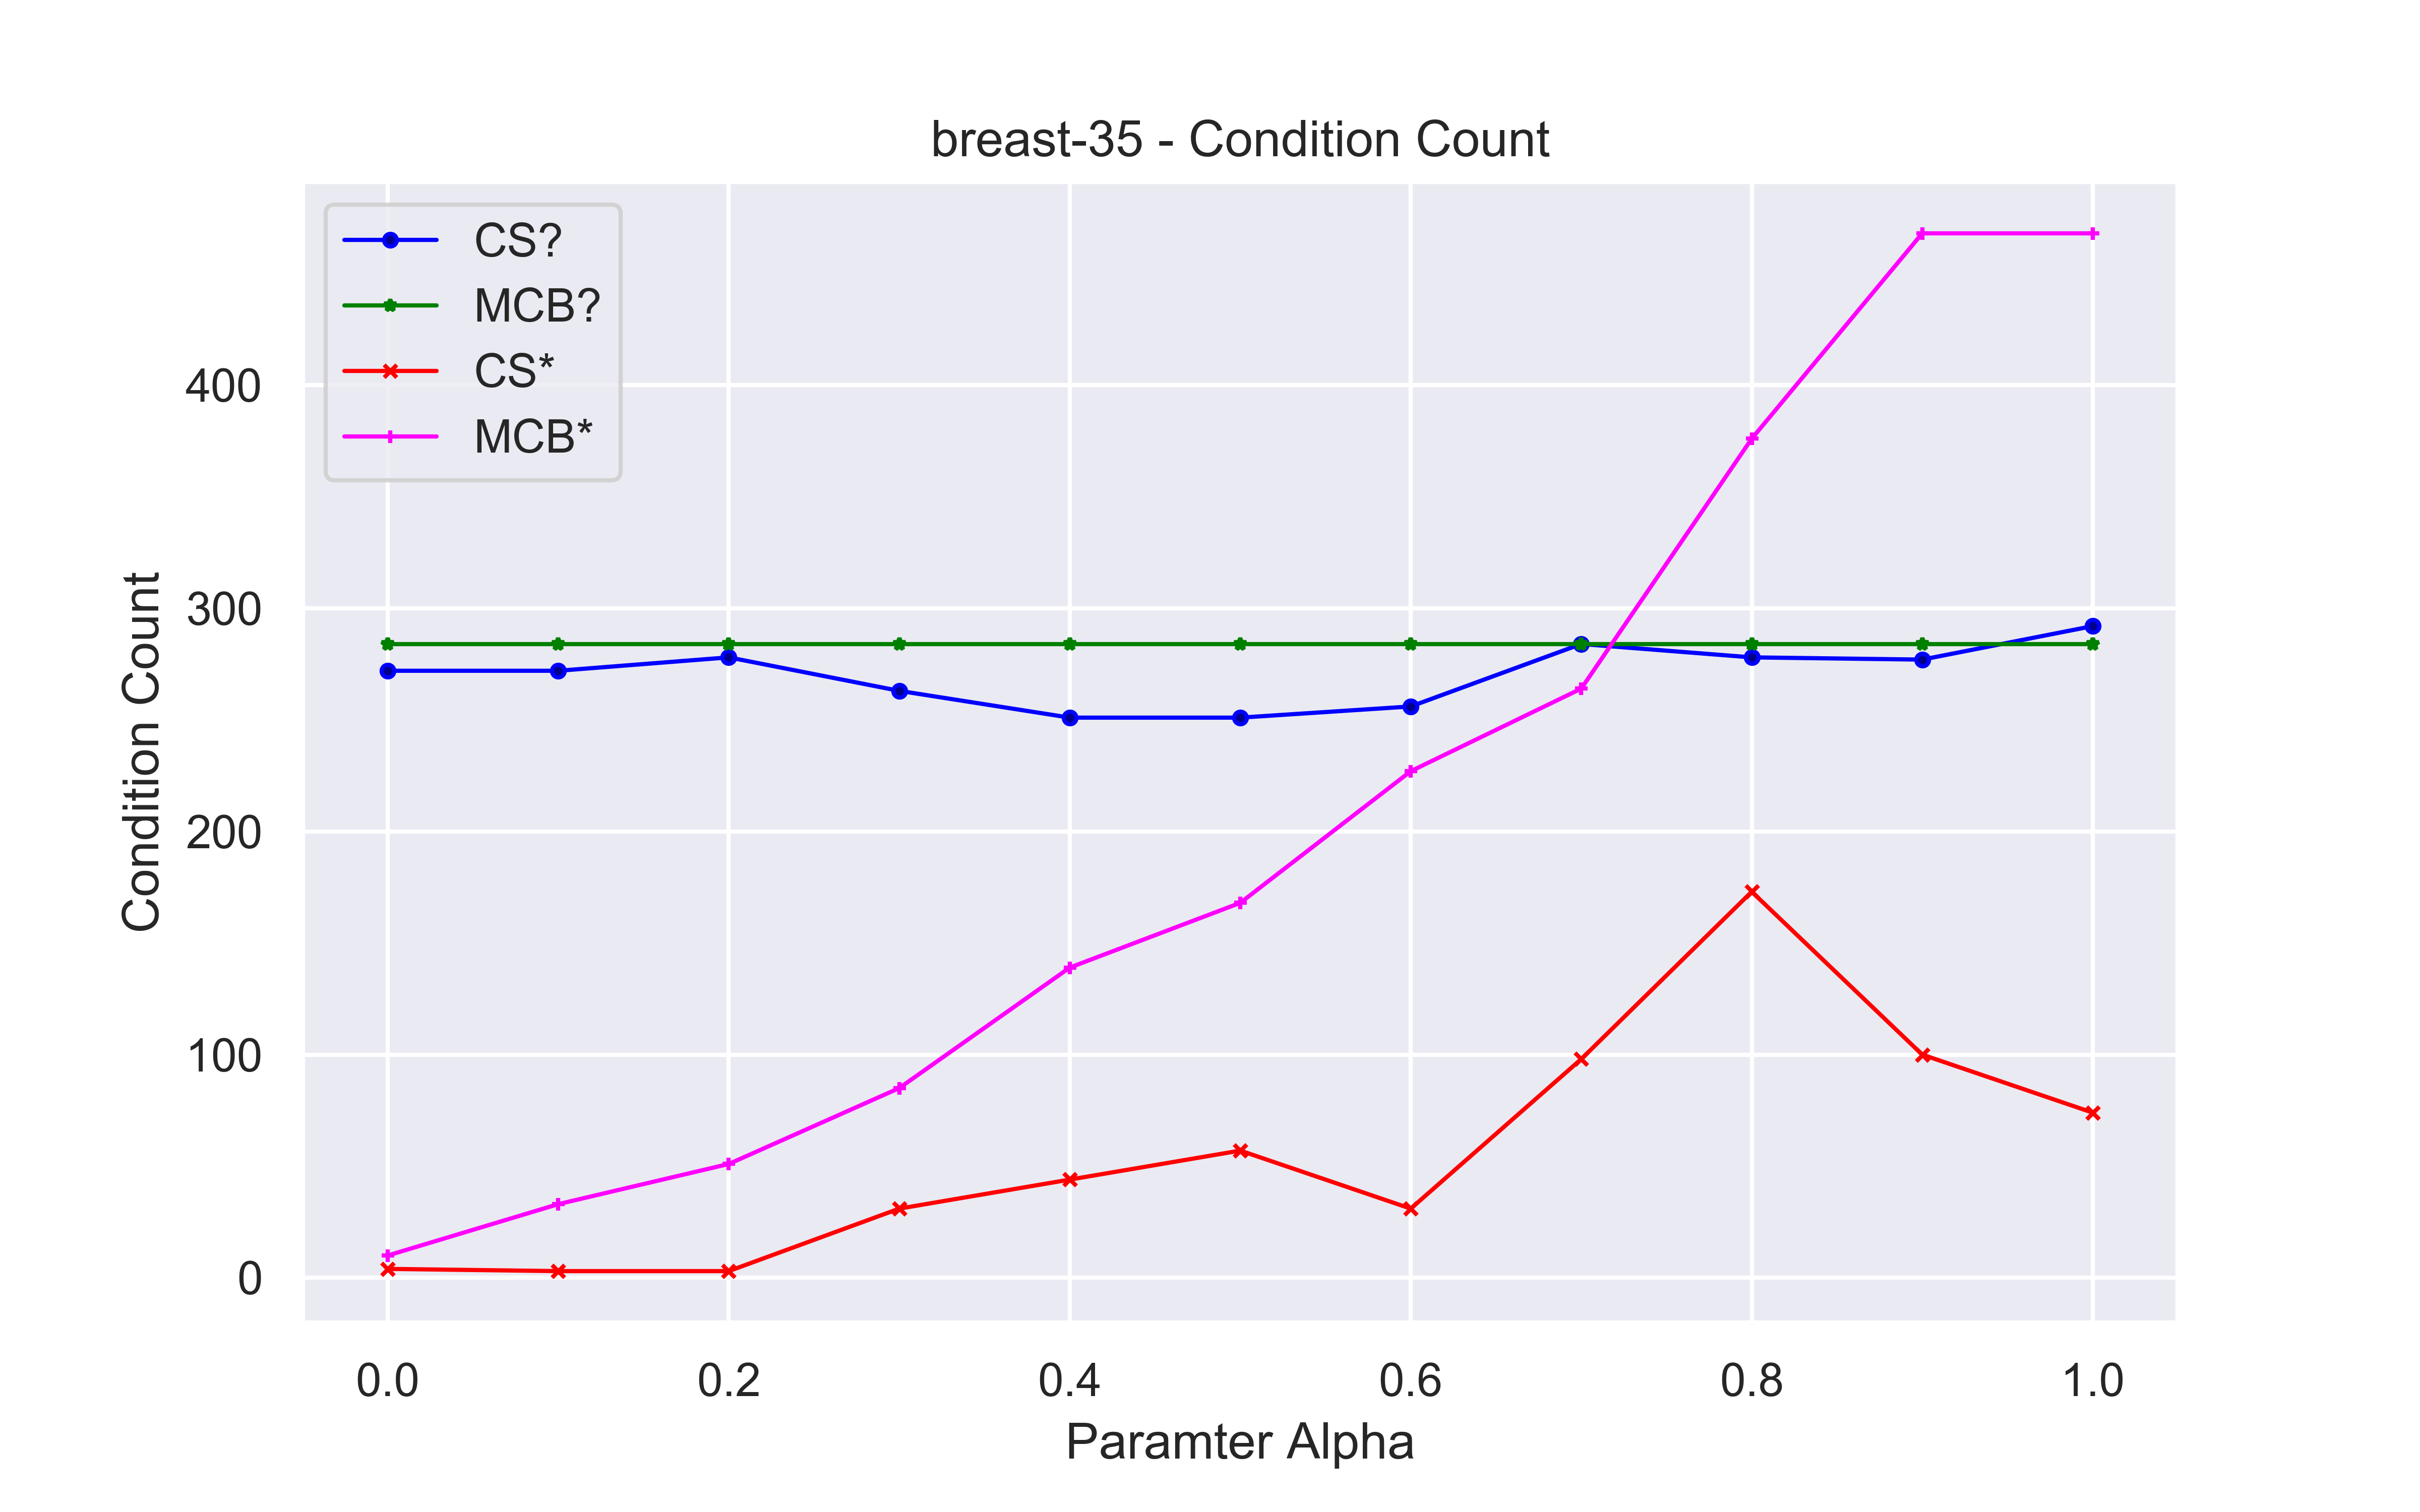 breast-35 - Condition Count
CS?
MCB?
CS*
MCB*
Condition Count
400
300
200
100
0
0.0 0.2 0.4 0.6 0.8 1.0
Paramter Alpha